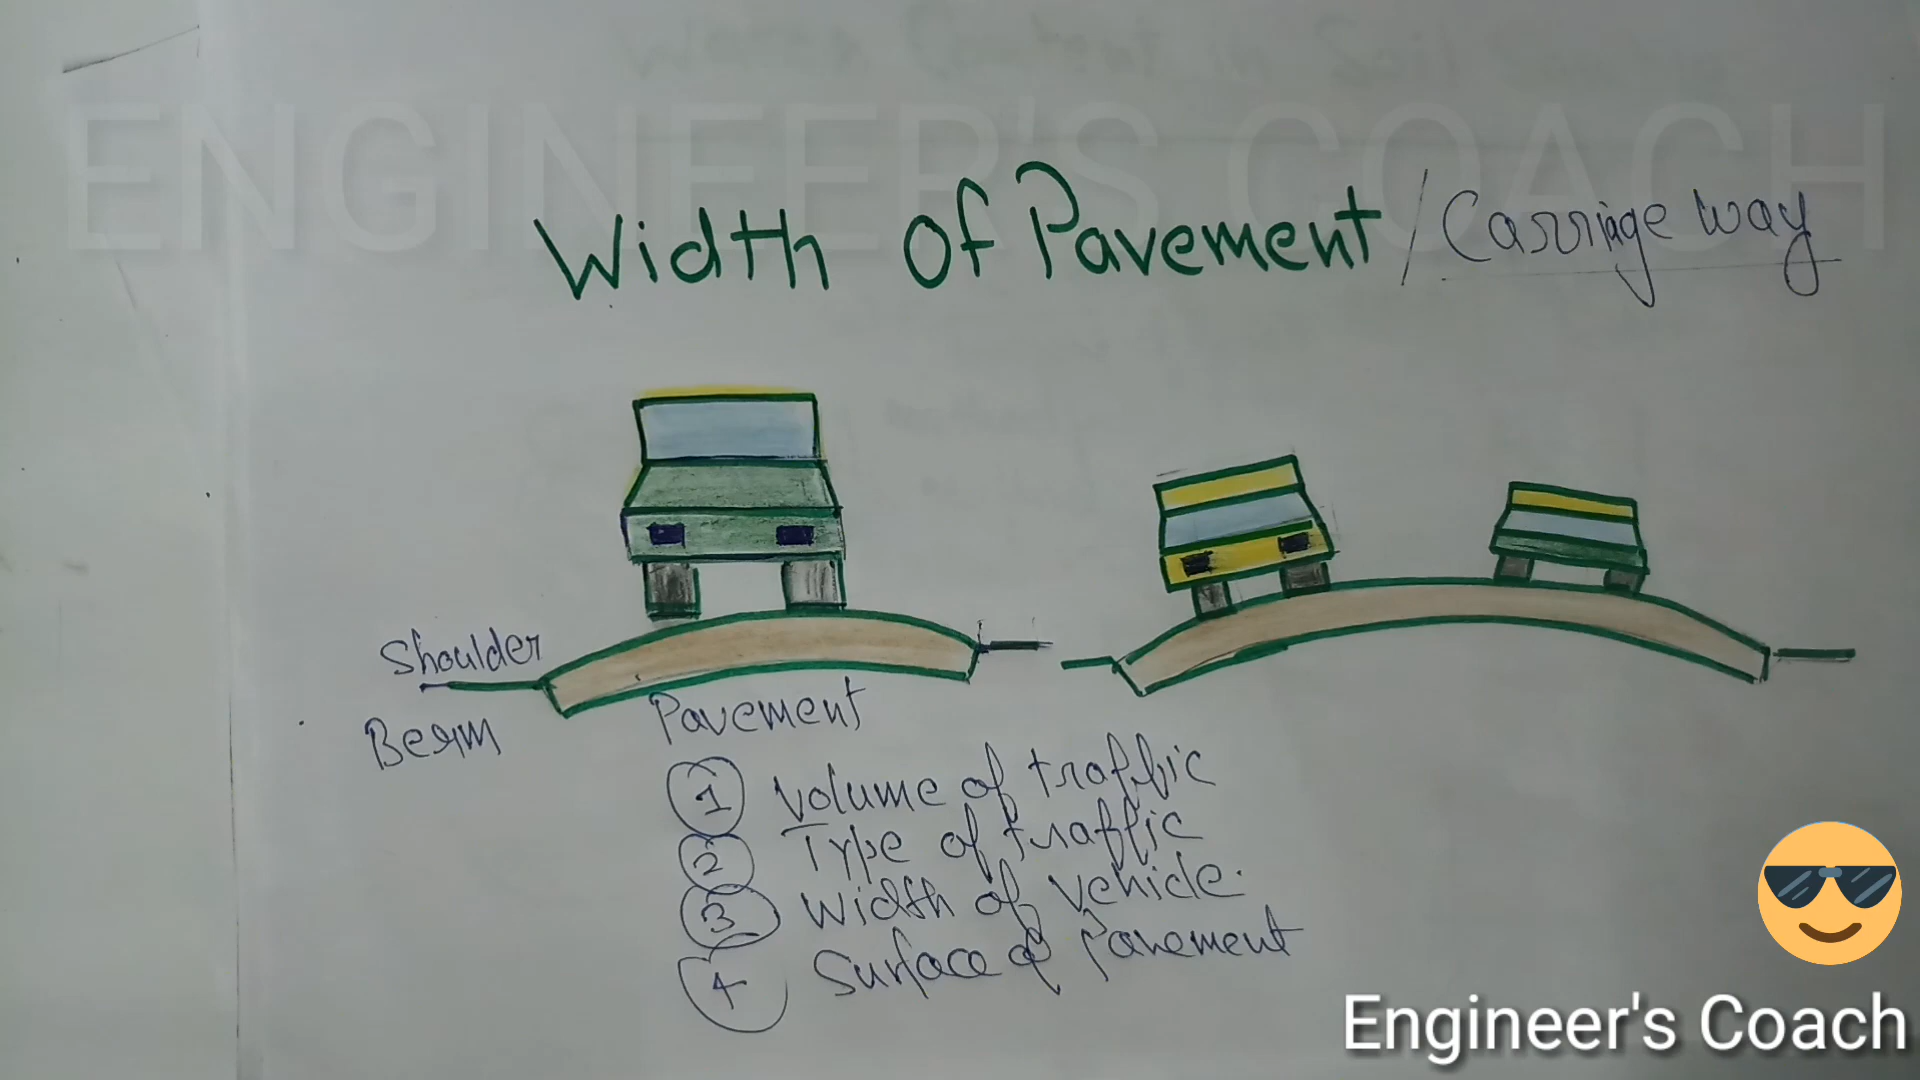 ENGINEER'S COACH
Width Of Pavement / Carriage way
Shoulder
Berm
Pavement
1 Volume of traffic
2 Type of traffic
3 Width of vehicle.
4 Surface of Pavement
Engineer's Coach